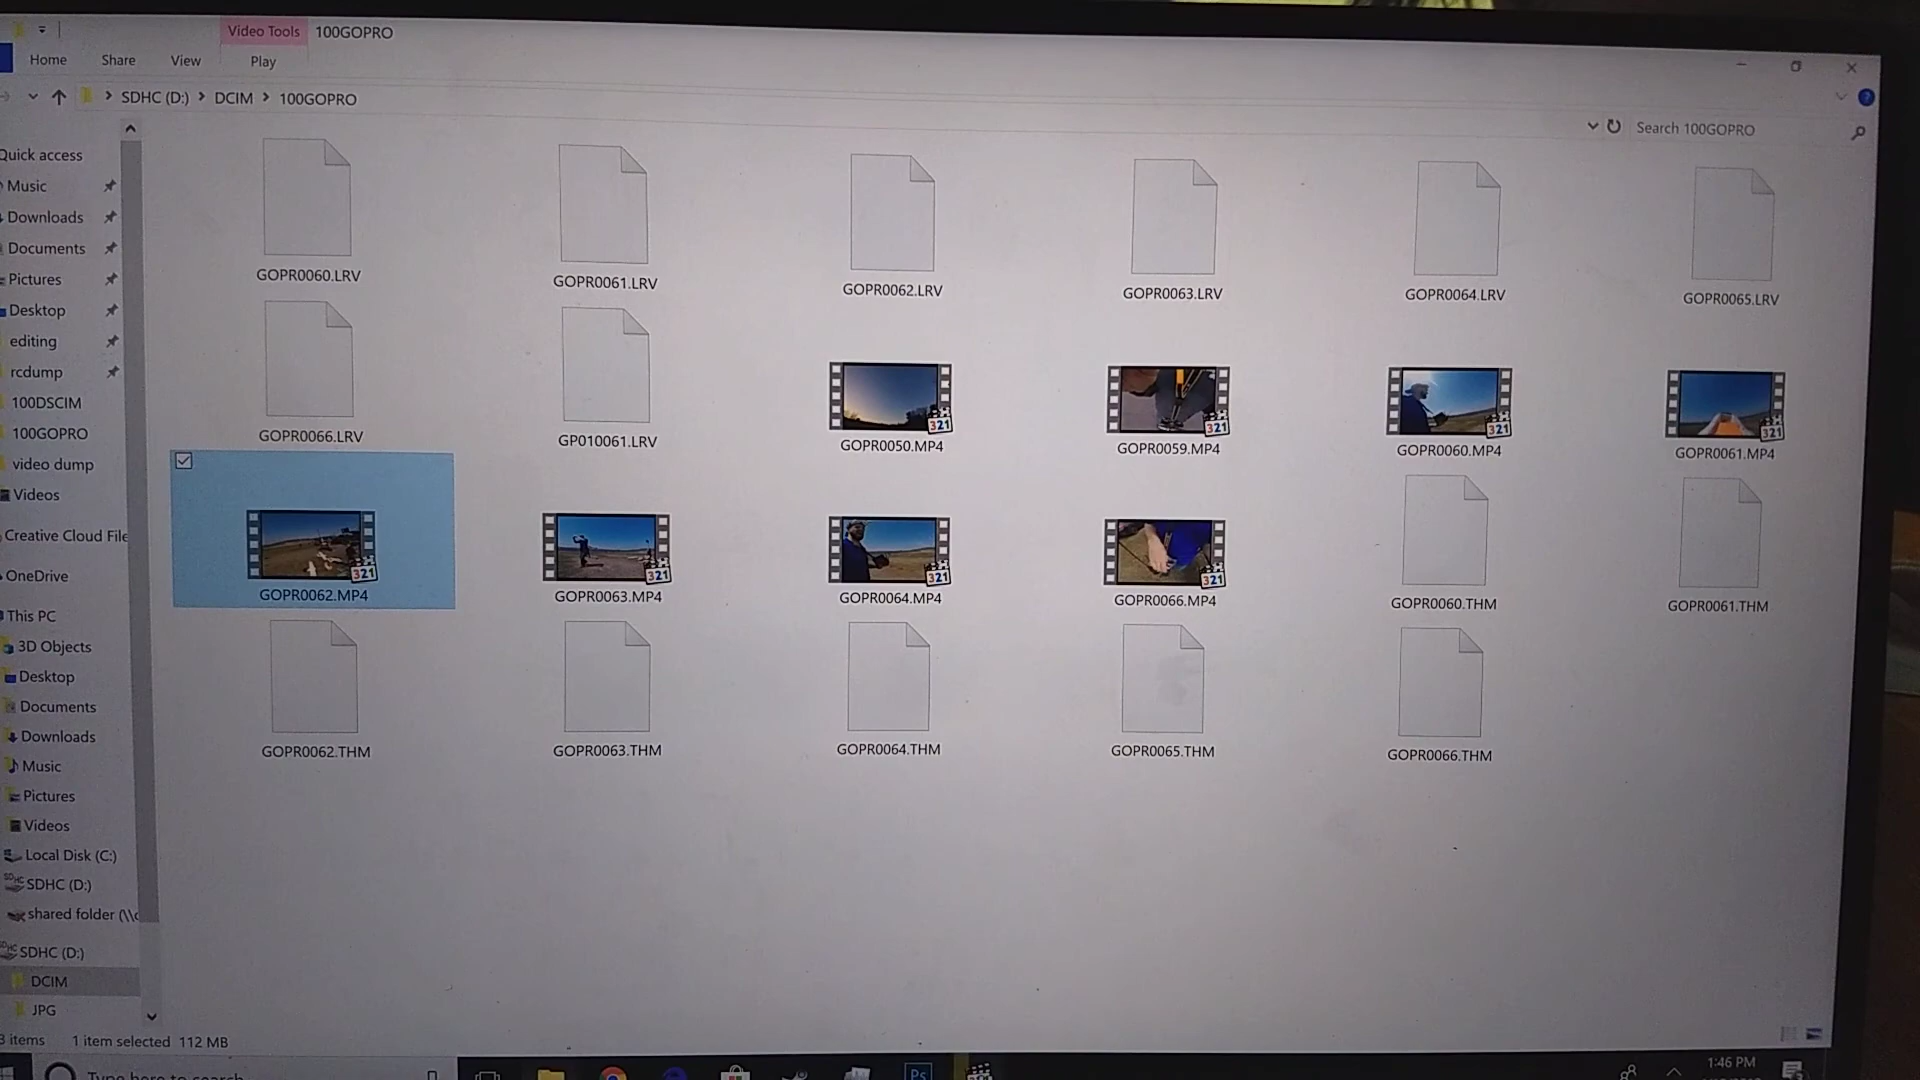 Video Tools 100GOPRO
Home Share View Play
SDHC (D:) DCIM 100GOPRO
Search 100GOPRO
Quick access
Music
Downloads
Documents
Pictures
Desktop
editing
rcdump
100DSCIM
100GOPRO
video dump
Videos
Creative Cloud File
OneDrive
This PC
3D Objects
Desktop
Documents
Downloads
Music
Pictures
Videos
Local Disk (C:)
SDHC (D:)
shared folder (\\
SDHC (D:)
DCIM
JPG
GOPR0060.LRV GOPR0061.LRV GOPR0062.LRV GOPR0063.LRV GOPR0064.LRV GOPR0065.LRV
GOPR0066.LRV GP010061.LRV GOPR0050.MP4 GOPR0059.MP4 GOPR0060.MP4 GOPR0061.MP4
GOPR0062.MP4 GOPR0063.MP4 GOPR0064.MP4 GOPR0066.MP4 GOPR0060.THM GOPR0061.THM
GOPR0062.THM GOPR0063.THM GOPR0064.THM GOPR0065.THM GOPR0066.THM
items 1 item selected 112 MB
Type here to search
Ps
1:46 PM